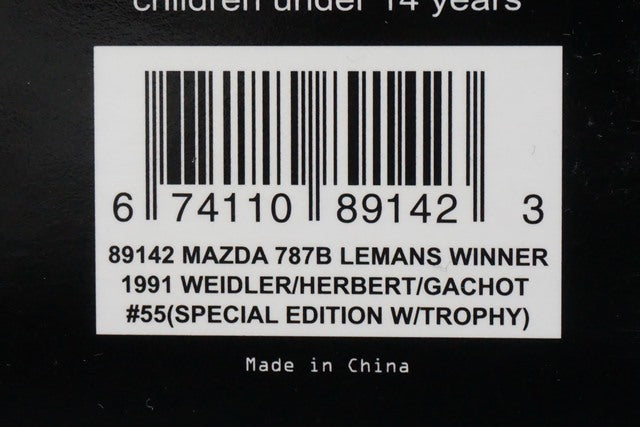 children under 14 years
6 74110 89142 3
89142 MAZDA 787B LEMANS WINNER
1991 WEIDLER/HERBERT/GACHOT
#55(SPECIAL EDITION W/TROPHY)
Made in China